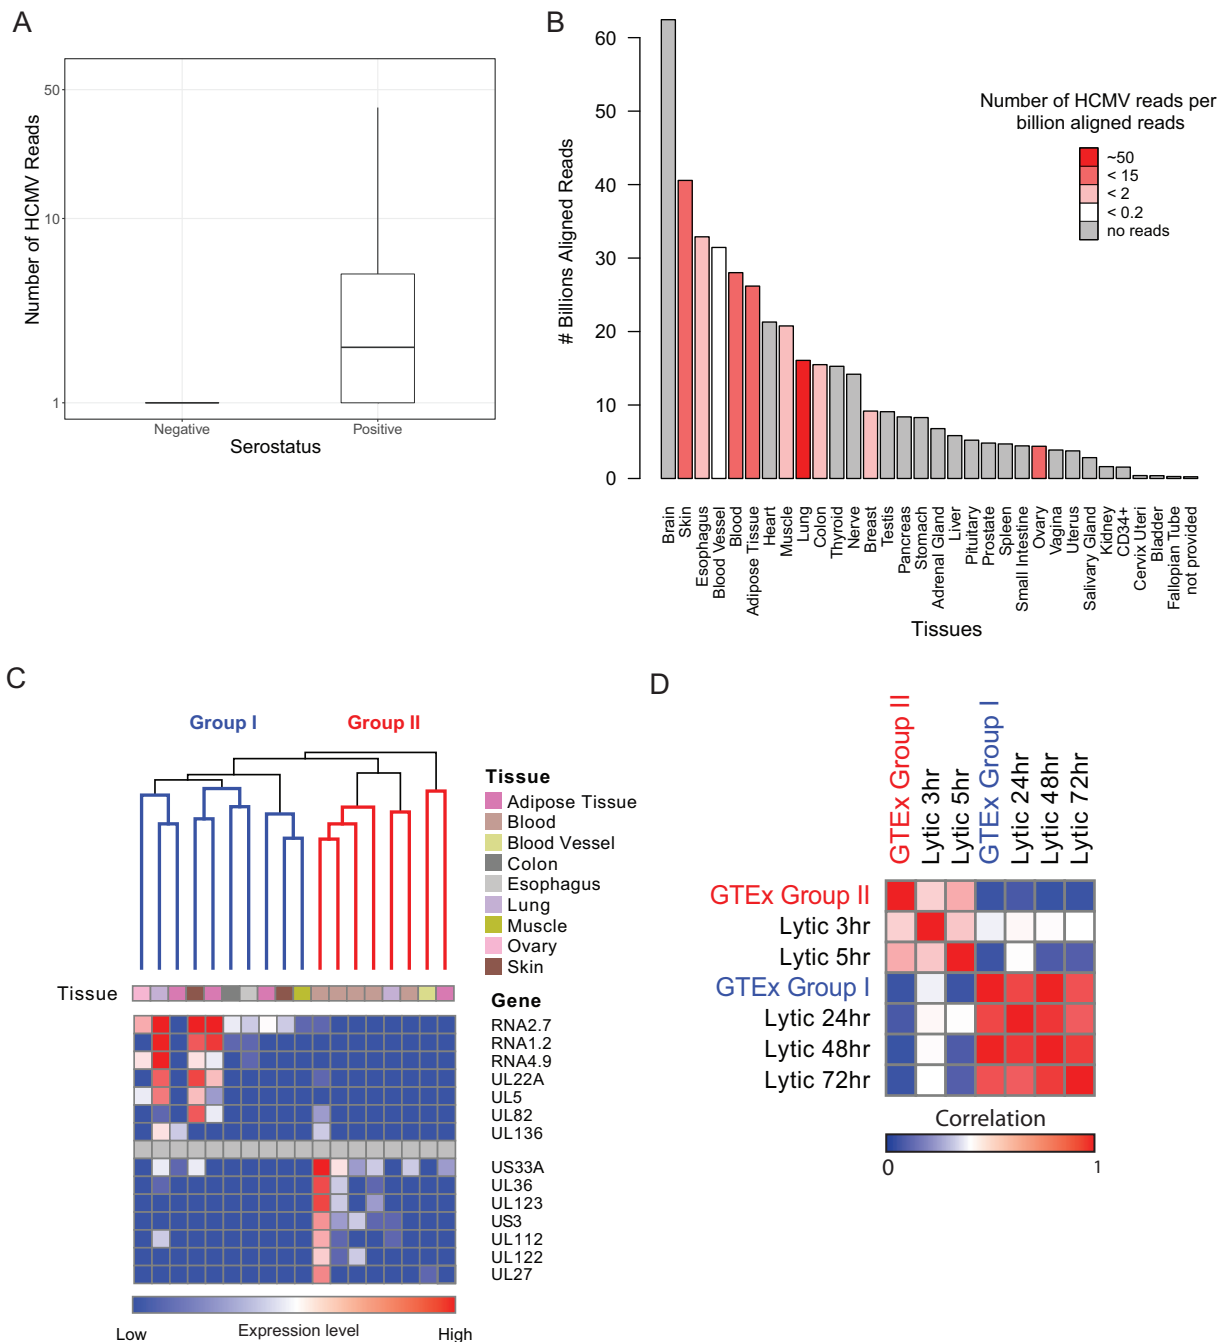 A
Number of HCMV Reads
50
10
1
Negative
Positive
Serostatus
B
# Billions Aligned Reads
60
50
40
30
20
10
0
Number of HCMV reads per
billion aligned reads
~50
< 15
< 2
< 0.2
no reads
Brain
Skin
Esophagus
Blood Vessel
Blood
Adipose Tissue
Heart
Muscle
Lung
Colon
Thyroid
Nerve
Breast
Testis
Pancreas
Stomach
Adrenal Gland
Liver
Pituitary
Prostate
Spleen
Small Intestine
Ovary
Vagina
Uterus
Salivary Gland
Kidney
CD34+
Cervix Uteri
Bladder
Fallopian Tube
not provided
Tissues
C
Group I
Group II
Tissue
Adipose Tissue
Blood
Blood Vessel
Colon
Esophagus
Lung
Muscle
Ovary
Skin
Tissue
Gene
RNA2.7
RNA1.2
RNA4.9
UL22A
UL5
UL82
UL136
US33A
UL36
UL123
US3
UL112
UL122
UL27
Low
Expression level
High
D
GTEx Group II
Lytic 3hr
Lytic 5hr
GTEx Group I
Lytic 24hr
Lytic 48hr
Lytic 72hr
GTEx Group II
Lytic 3hr
Lytic 5hr
GTEx Group I
Lytic 24hr
Lytic 48hr
Lytic 72hr
Correlation
0
1